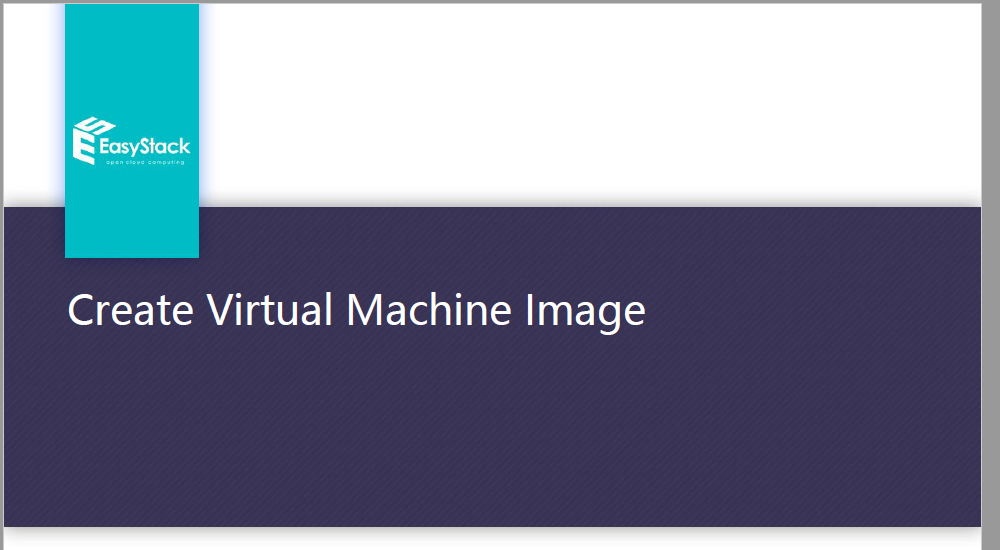 EasyStack
open cloud computing
Create Virtual Machine Image